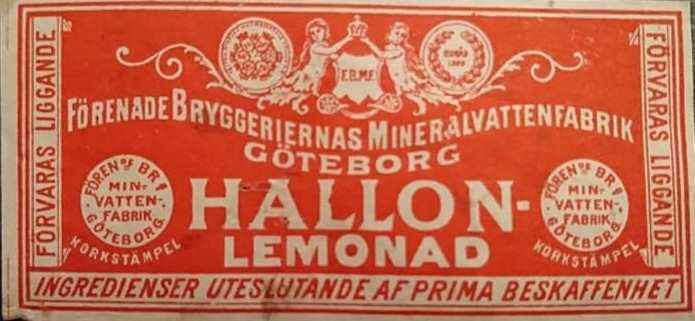 FÖRVARAS LIGGANDE
E.B.M.F.
FÖRENADE BRYGGERIERNAS MINERALVATTENFABRIK
GÖTEBORG
HALLON-
LEMONAD
FÖREN.DE BR.
MIN.-
VATTEN-
FABRIK
GÖTEBORG.
KORKSTÄMPEL
FÖREN.DE BR.
MIN.-
VATTEN-
FABRIK
GÖTEBORG.
KORKSTÄMPEL
FÖRVARAS LIGGANDE
INGREDIENSER UTESLUTANDE AF PRIMA BESKAFFENHET